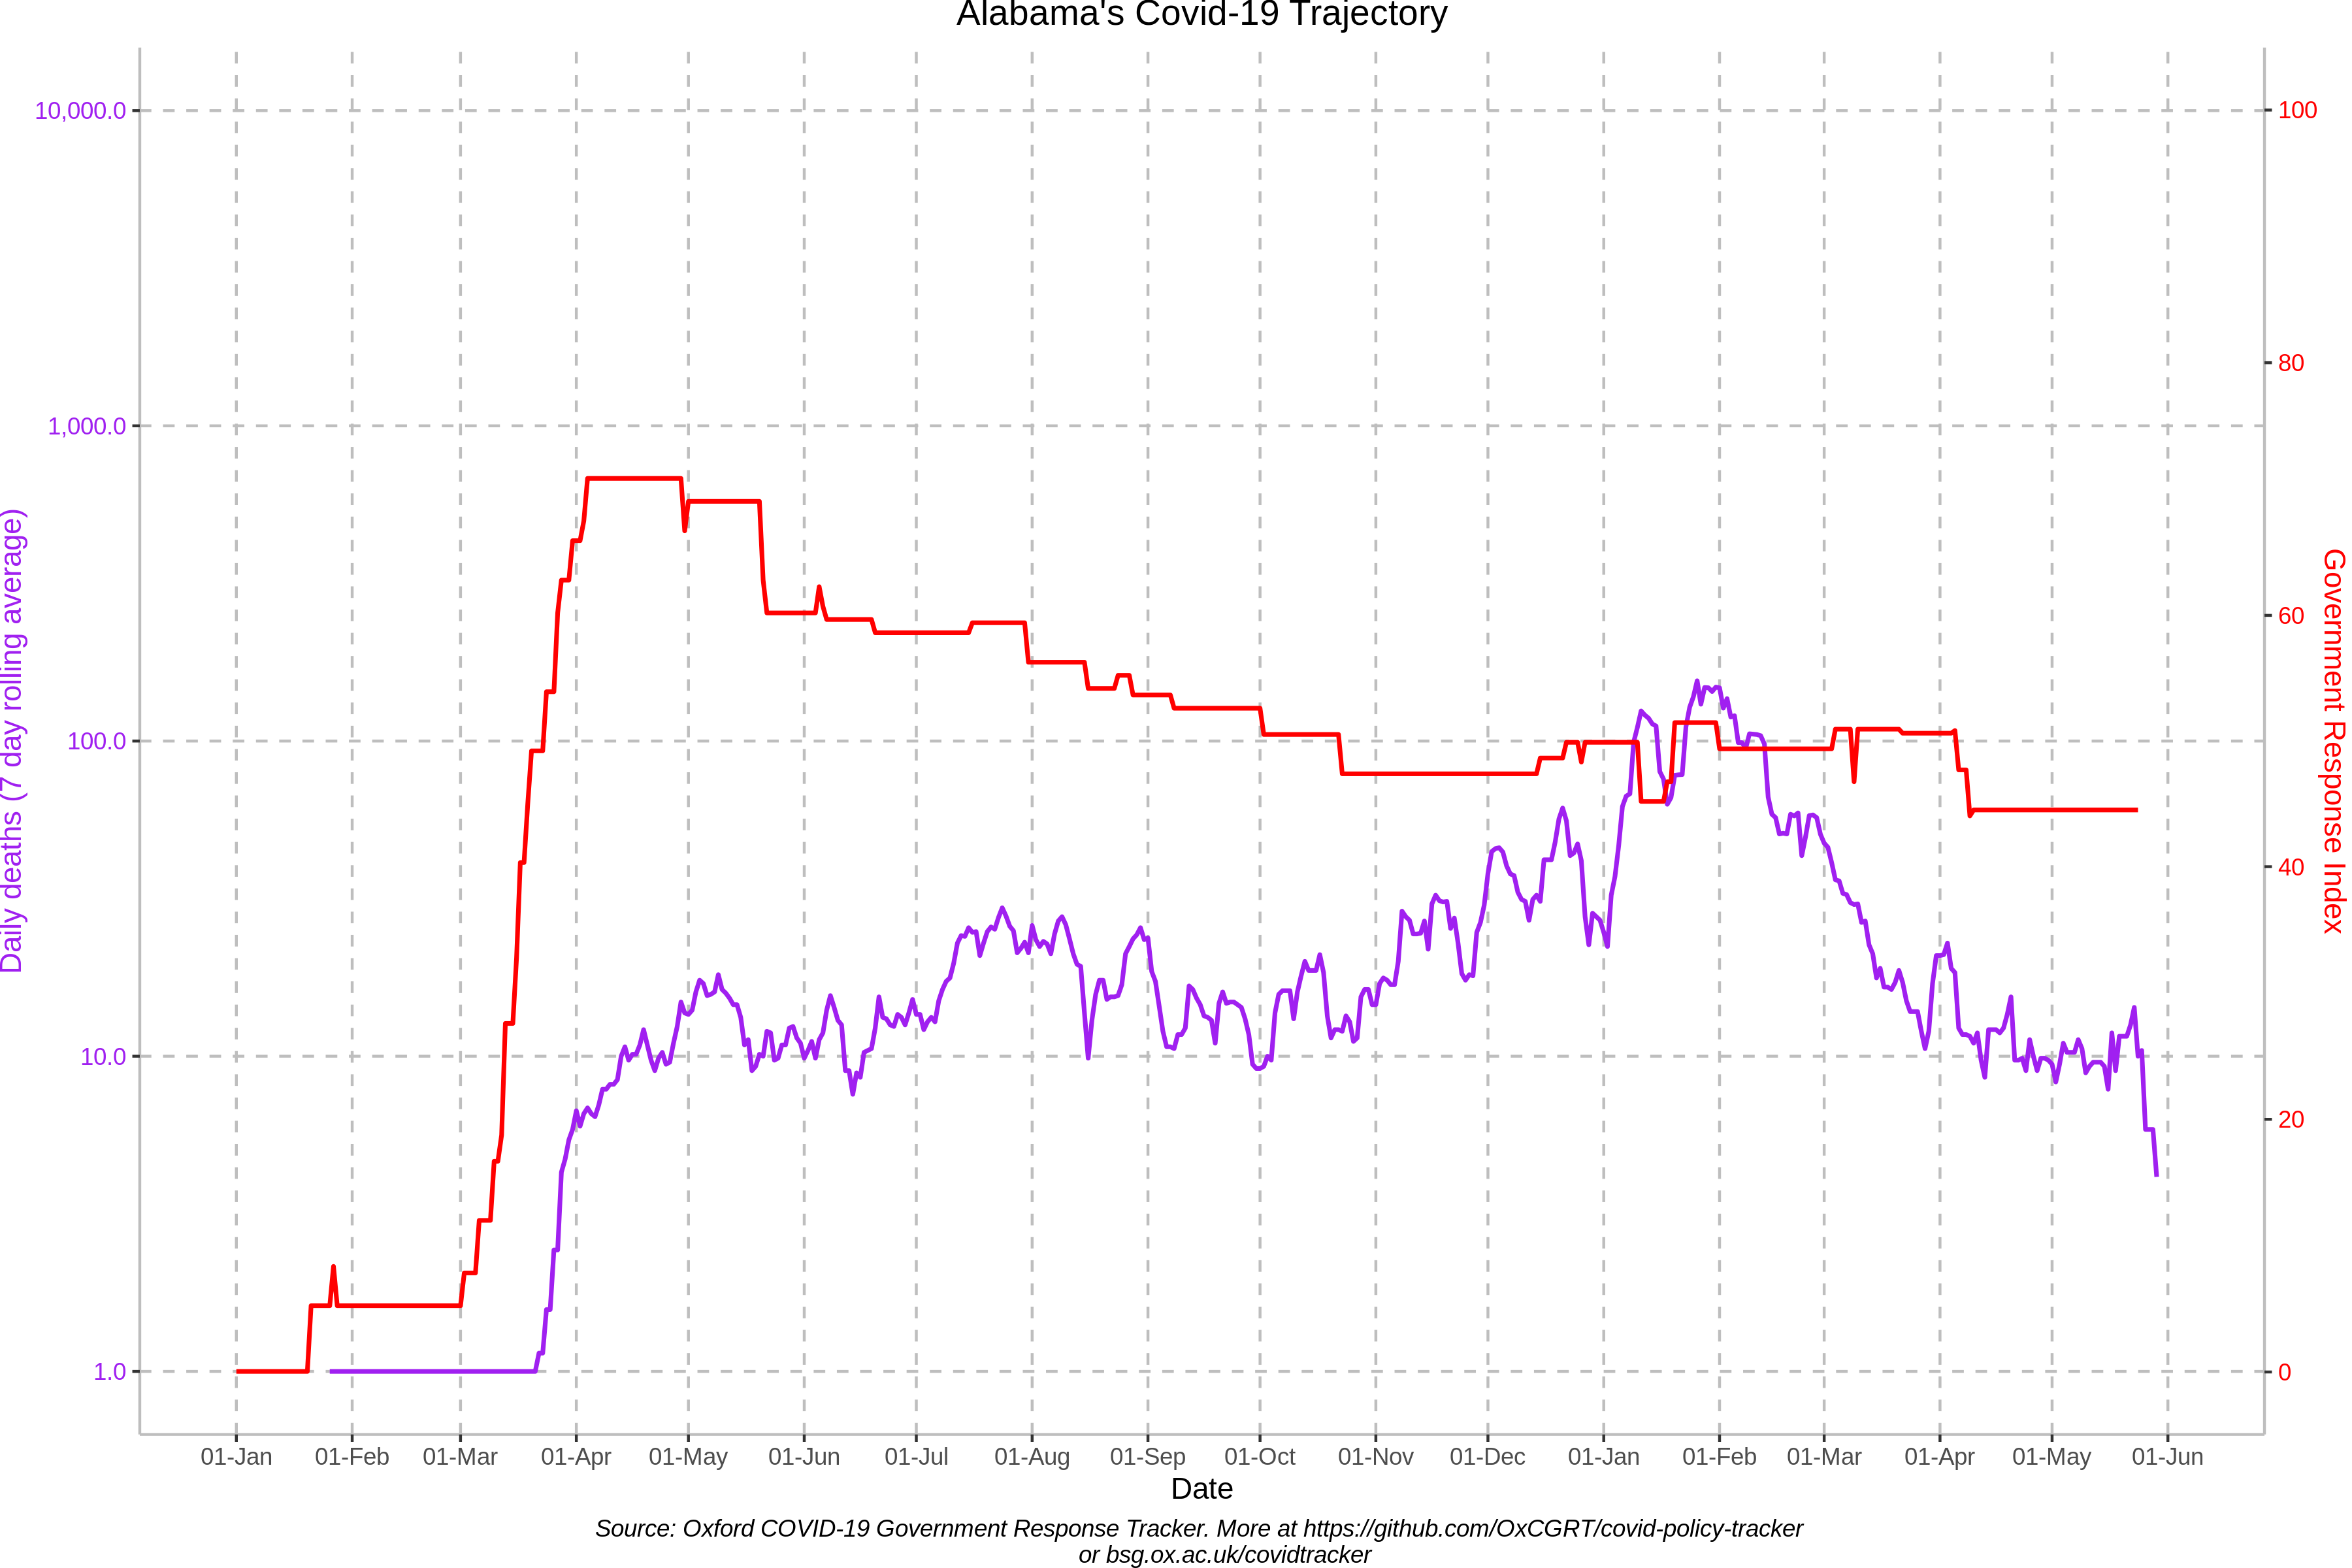 Alabama's Covid-19 Trajectory
10,000.0
1,000.0
100.0
10.0
1.0
Daily deaths (7 day rolling average)
100
80
60
40
20
0
Government Response Index
01-Jan 01-Feb 01-Mar 01-Apr 01-May 01-Jun 01-Jul 01-Aug 01-Sep 01-Oct 01-Nov 01-Dec 01-Jan 01-Feb 01-Mar 01-Apr 01-May 01-Jun
Date
Source: Oxford COVID-19 Government Response Tracker. More at https://github.com/OxCGRT/covid-policy-tracker
or bsg.ox.ac.uk/covidtracker